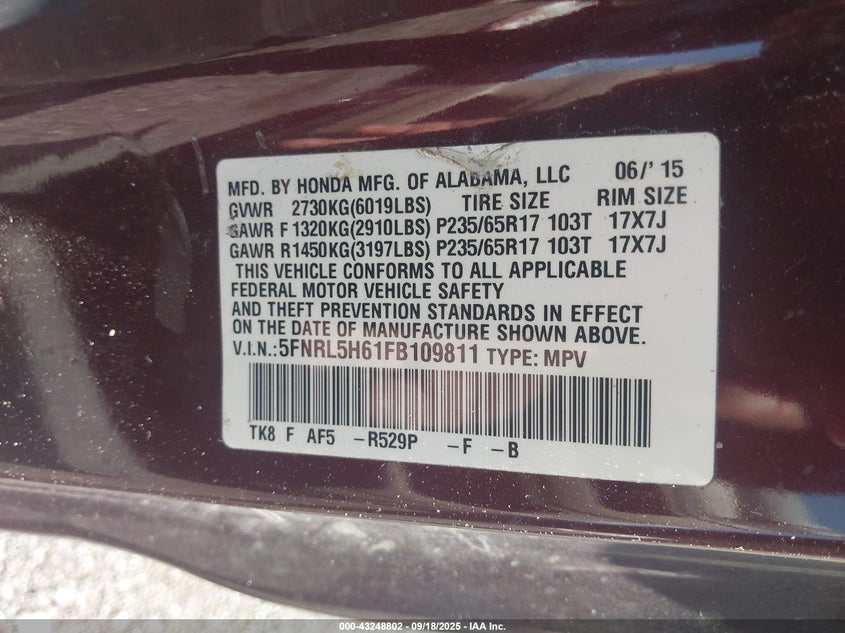 MFD. BY HONDA MFG. OF ALABAMA, LLC 06/' 15
GVWR 2730KG(6019LBS) TIRE SIZE RIM SIZE
GAWR F 1320KG(2910LBS) P235/65R17 103T 17X7J
GAWR R1450KG(3197LBS) P235/65R17 103T 17X7J
THIS VEHICLE CONFORMS TO ALL APPLICABLE
FEDERAL MOTOR VEHICLE SAFETY
AND THEFT PREVENTION STANDARDS IN EFFECT
ON THE DATE OF MANUFACTURE SHOWN ABOVE.
V.I.N.:5FNRL5H61FB109811 TYPE: MPV
TK8 F AF5 -R529P -F -B
000-43248802 - 09/18/2025 - IAA Inc.